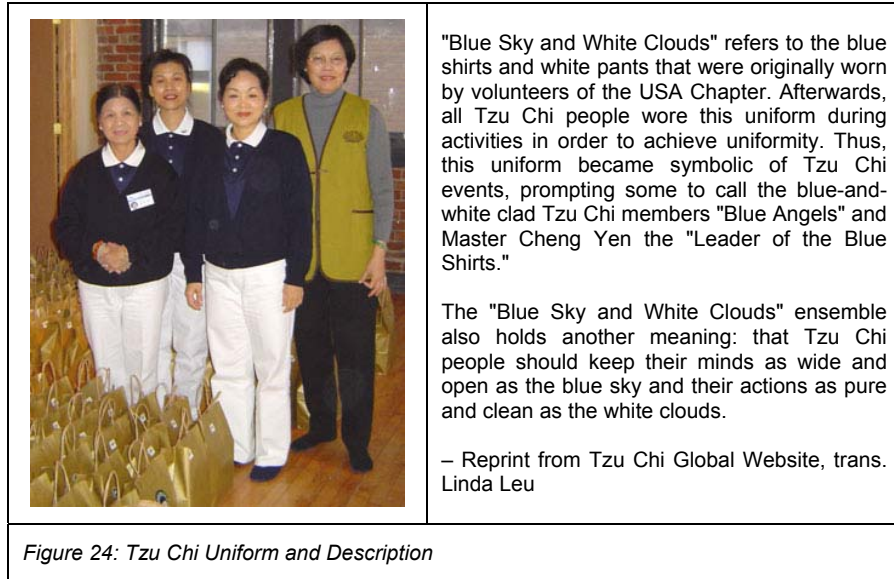 "Blue Sky and White Clouds" refers to the blue
shirts and white pants that were originally worn
by volunteers of the USA Chapter. Afterwards,
all Tzu Chi people wore this uniform during
activities in order to achieve uniformity. Thus,
this uniform became symbolic of Tzu Chi
events, prompting some to call the blue-and-
white clad Tzu Chi members "Blue Angels" and
Master Cheng Yen the "Leader of the Blue
Shirts."
The "Blue Sky and White Clouds" ensemble
also holds another meaning: that Tzu Chi
people should keep their minds as wide and
open as the blue sky and their actions as pure
and clean as the white clouds.
– Reprint from Tzu Chi Global Website, trans.
Linda Leu
Figure 24: Tzu Chi Uniform and Description